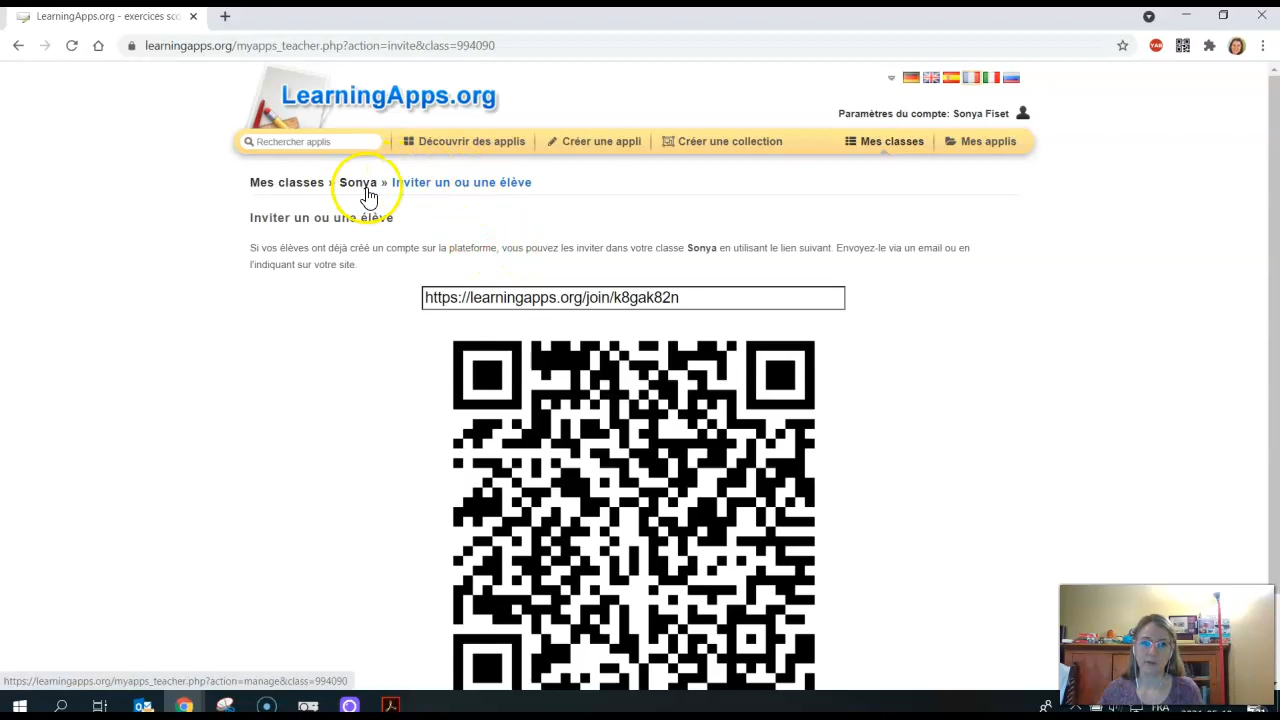 LearningApps.org - exercices sco
learningapps.org/myapps_teacher.php?action=invite&class=994090
YAB
LearningApps.org
Paramètres du compte: Sonya Fiset
Rechercher applis
Découvrir des applis
Créer une appli
Créer une collection
Mes classes
Mes applis
Mes classes » Sonya » Inviter un ou une élève
Inviter un ou une élève
Si vos élèves ont déjà créé un compte sur la plateforme, vous pouvez les inviter dans votre classe Sonya en utilisant le lien suivant. Envoyez-le via un email ou en
l'indiquant sur votre site.
https://learningapps.org/join/k8gak82n
https://learningapps.org/myapps_teacher.php?action=manage&class=994090
FRA